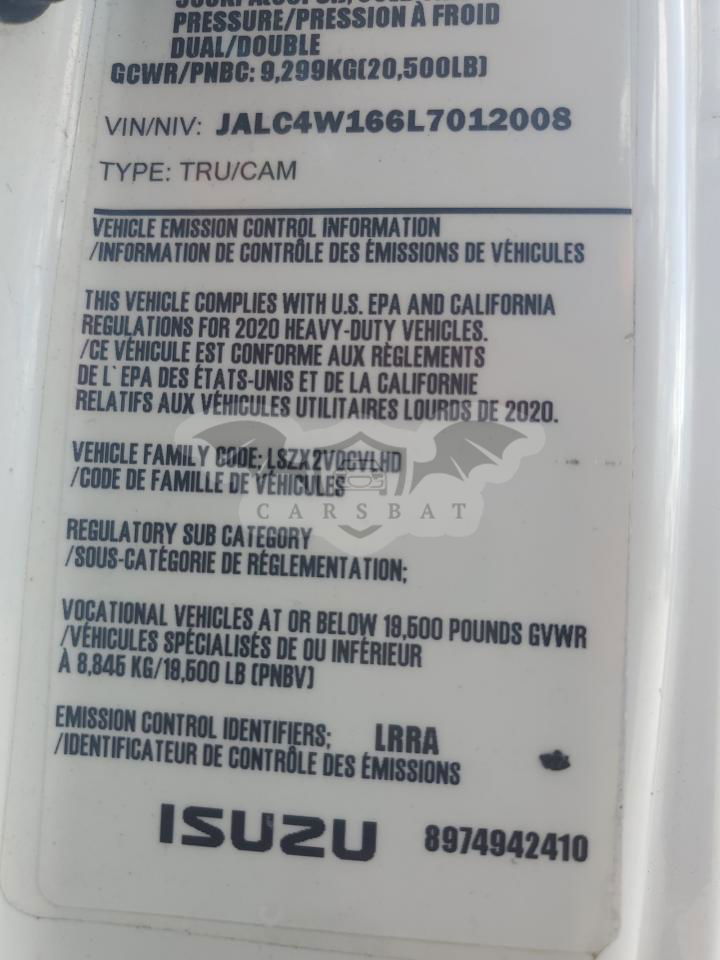 PRESSURE/PRESSION À FROID
DUAL/DOUBLE
GCWR/PNBC: 9,299KG(20,500LB)
VIN/NIV: JALC4W166L7012008
TYPE: TRU/CAM
VEHICLE EMISSION CONTROL INFORMATION
/INFORMATION DE CONTRÔLE DES ÉMISSIONS DE VÉHICULES
THIS VEHICLE COMPLIES WITH U.S. EPA AND CALIFORNIA
REGULATIONS FOR 2020 HEAVY-DUTY VEHICLES.
/CE VÉHICULE EST CONFORME AUX RÈGLEMENTS
DE L'EPA DES ÉTATS-UNIS ET DE LA CALIFORNIE
RELATIFS AUX VÉHICULES UTILITAIRES LOURDS DE 2020.
VEHICLE FAMILY CODE:
/CODE DE FAMILLE DE VÉHICULES
CARSBAT
REGULATORY SUB CATEGORY
/SOUS-CATÉGORIE DE RÉGLEMENTATION;
VOCATIONAL VEHICLES AT OR BELOW 19,500 POUNDS GVWR
/VÉHICULES SPÉCIALISÉS DE OU INFÉRIEUR
À 8,845 KG/19,500 LB (PNBV)
EMISSION CONTROL IDENTIFIERS; LRRA
/IDENTIFICATEUR DE CONTRÔLE DES ÉMISSIONS
ISUZU 8974942410